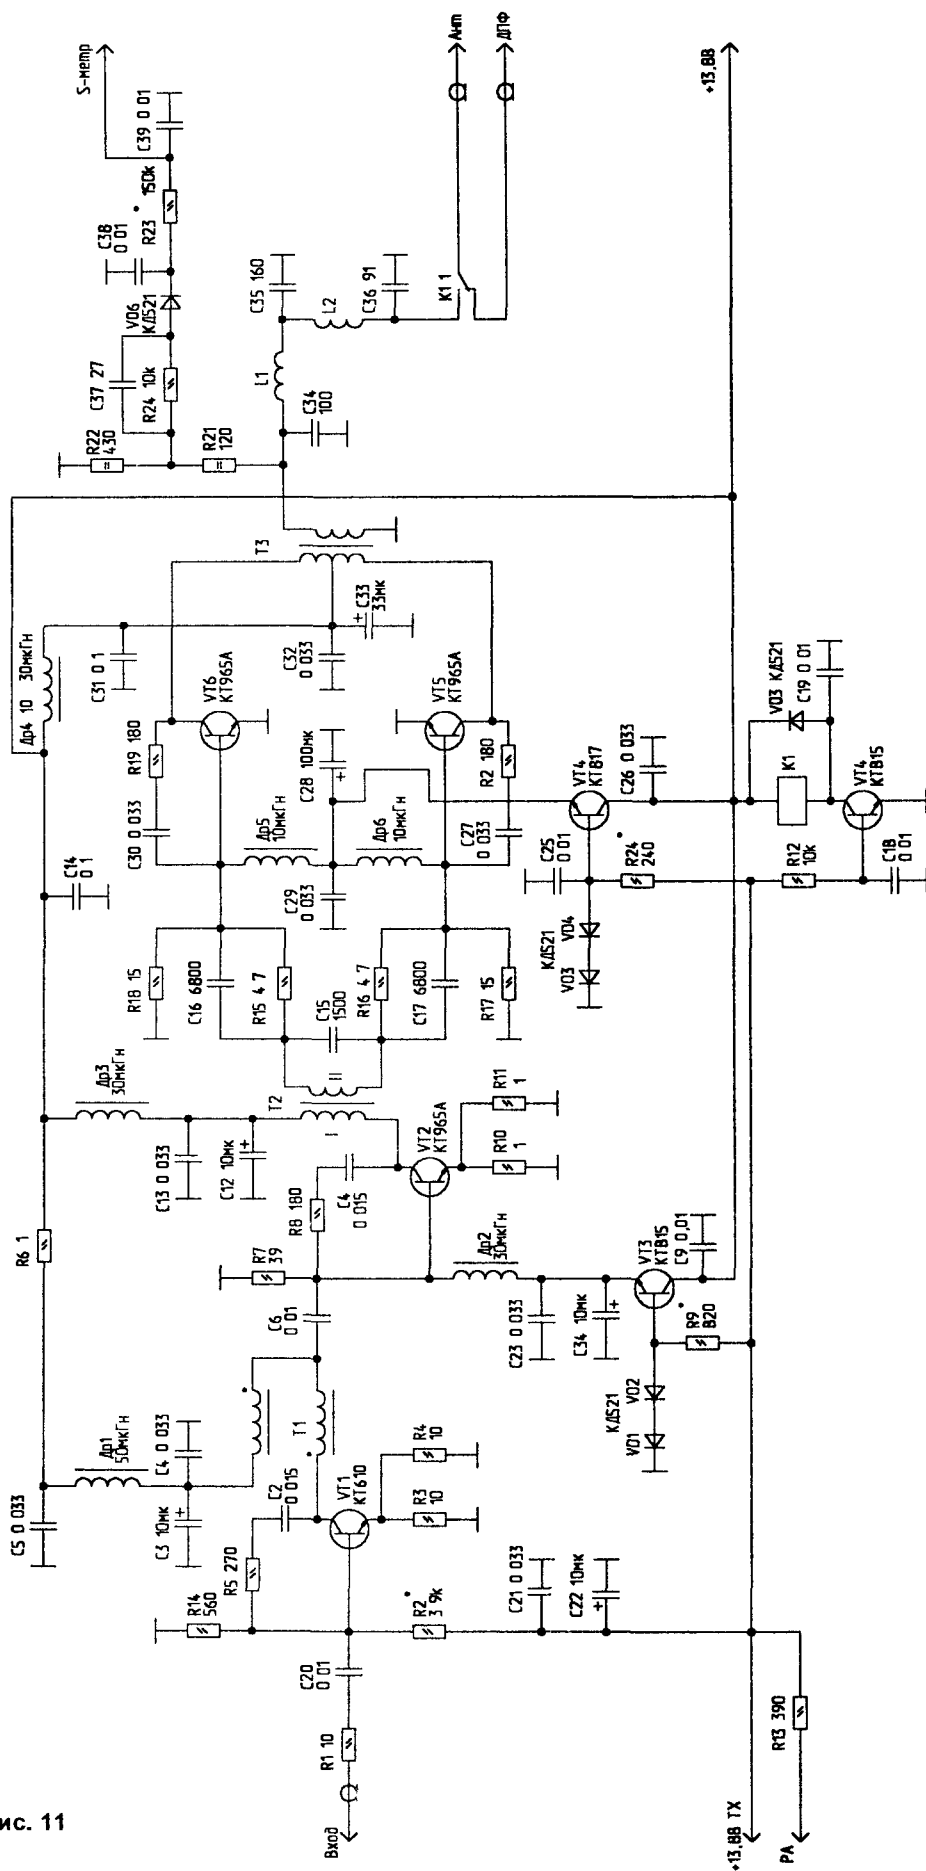 S-метр
C39 0 01
150k
*
R23
C38
0 01
VD6
КД521
C37 27
R24 10k
R22
430
R21
120
C35 160
L2
C36 91
L1
C34
100
K1 1
Ант
ДПФ
+13,8В
Др4 10 30мкГн
C31 0 1
T3
C33
+
33мк
C32
0 033
VT6
КТ965А
R19 180
C30 0 033
C28 100мк
+
VT5
КТ965А
R2 180
Др5
10мкГн
Др6
10мкГн
C27
0 033
C14
0 1
C29
0 033
R18 15
C16 6800
R15 4 7
C15
1500
R16 4 7
C17 6800
R17 15
VT4
КТ817
C26 0 033
C25
0 01
R24
*
240
КД521
VD3 VD4
VD3 КД521
C19 0 01
K1
VT4
КТ815
R12
10k
C18
0 01
Др3
30мкГн
C13 0 033
C12 10мк
+
T2
I
II
VT2
КТ965А
R11
1
R10
1
R8 180
C4
0 015
R6 1
R7
39
C6
0 01
Др2
30мкГн
C23 0 033
C34 10мк
+
VT3
КТ815
C9 0,01
R9
*
820
КД521
VD1 VD2
Др1
50мкГн
C4 0 033
C5 0 033
C3 10мк
+
T1
C2
0 015
VT1
КТ610
R4
10
R3
10
R5 270
R14
560
R2
*
3 9k
C21 0 033
C22 10мк
+
C20
0 01
R1 10
Вход
R13 390
+13,8В TX
PA
ис. 11